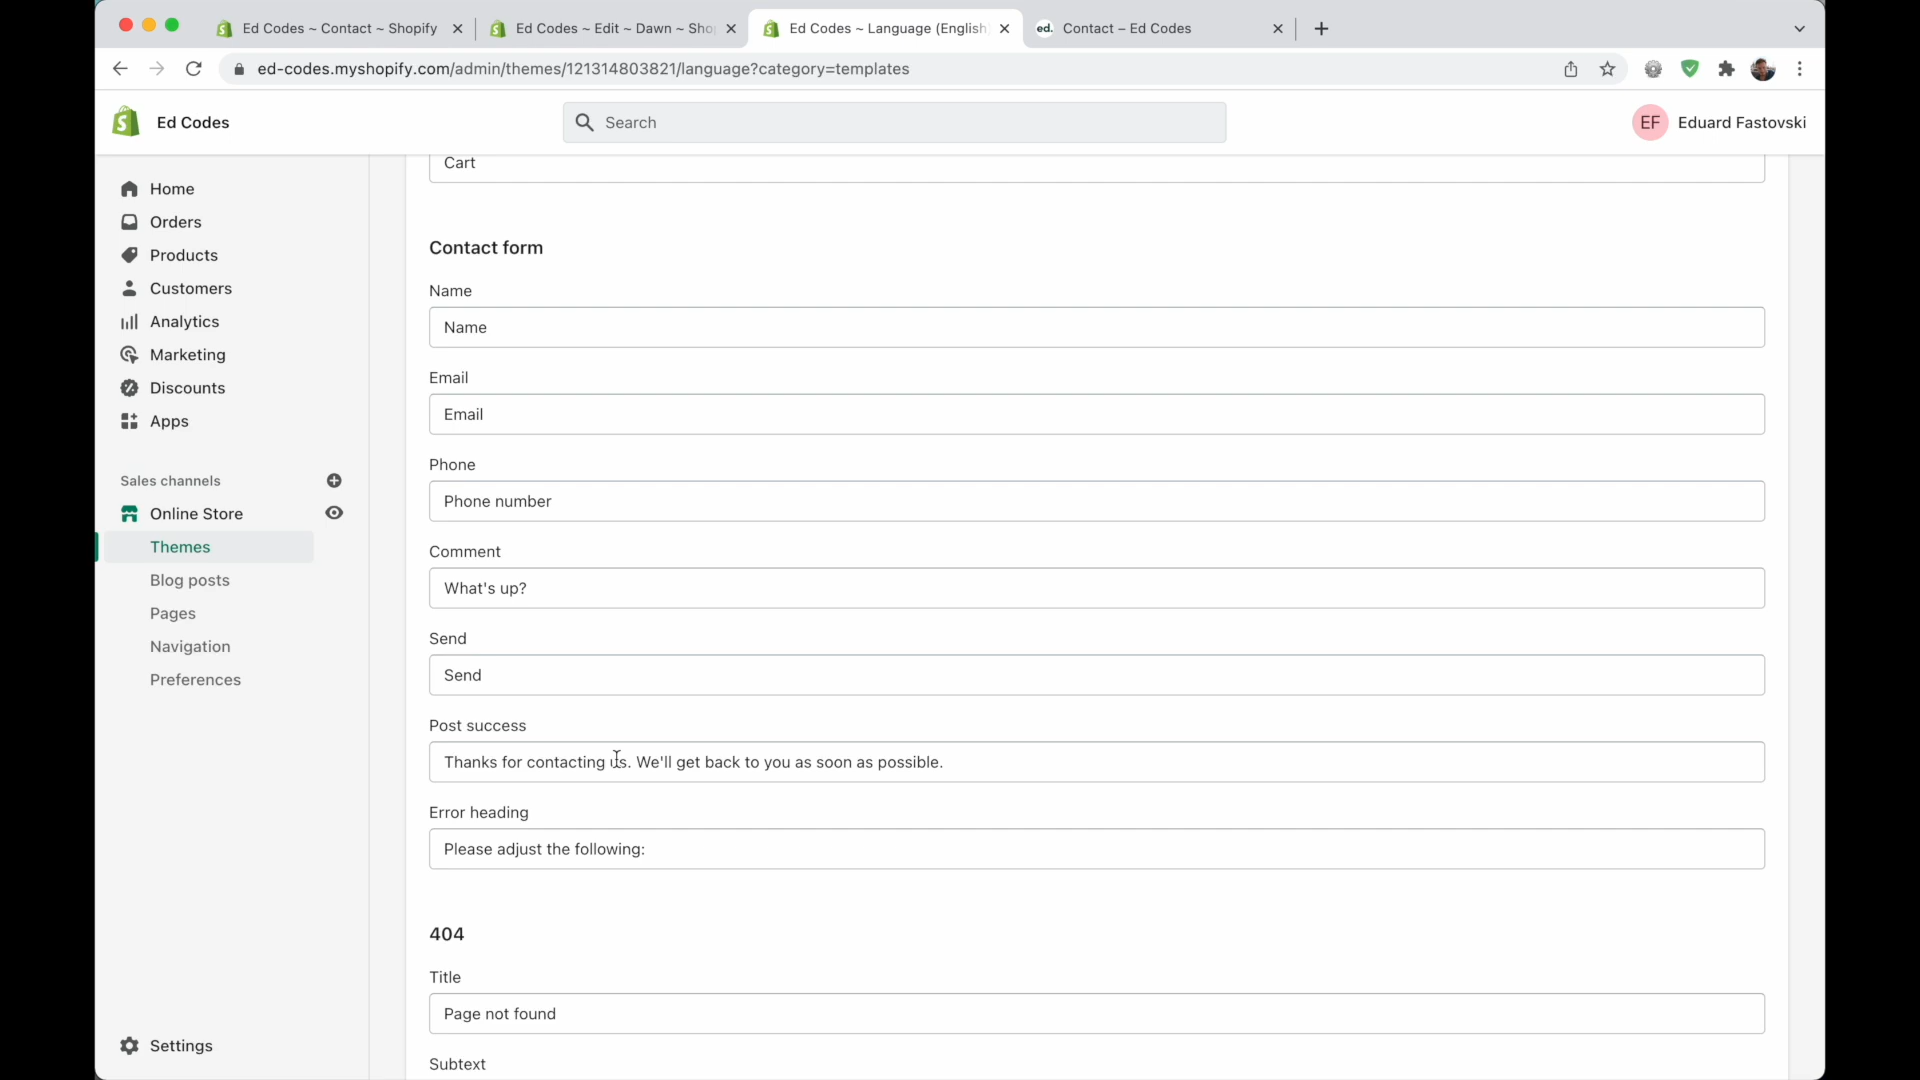 Ed Codes ~ Contact ~ Shopify
Ed Codes ~ Edit ~ Dawn ~ Sho
Ed Codes ~ Language (English
ed. Contact – Ed Codes
ed-codes.myshopify.com/admin/themes/121314803821/language?category=templates
Ed Codes
Search
EF Eduard Fastovski
Home
Orders
Products
Customers
Analytics
Marketing
Discounts
Apps
Sales channels
Online Store
Themes
Blog posts
Pages
Navigation
Preferences
Settings
Cart
Contact form
Name
Name
Email
Email
Phone
Phone number
Comment
What's up?
Send
Send
Post success
Thanks for contacting us. We'll get back to you as soon as possible.
Error heading
Please adjust the following:
404
Title
Page not found
Subtext